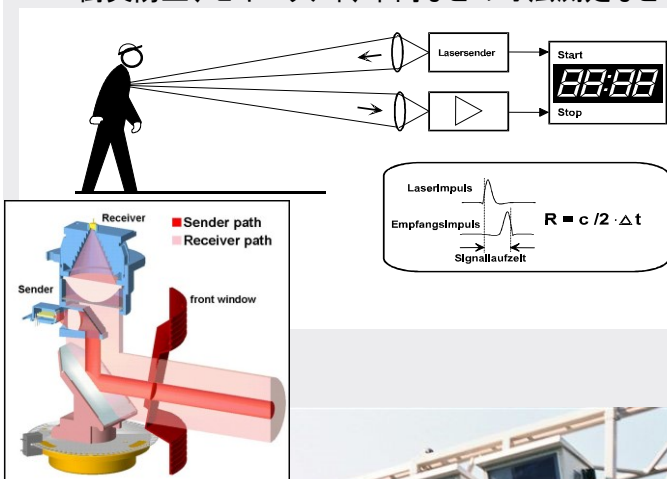 Lasersender
Start
88:88
Stop
LaserImpuls
EmpfangsImpuls
Signallaufzeit
R = c /2 · Δ t
Receiver
Sender path
Receiver path
Sender
front window